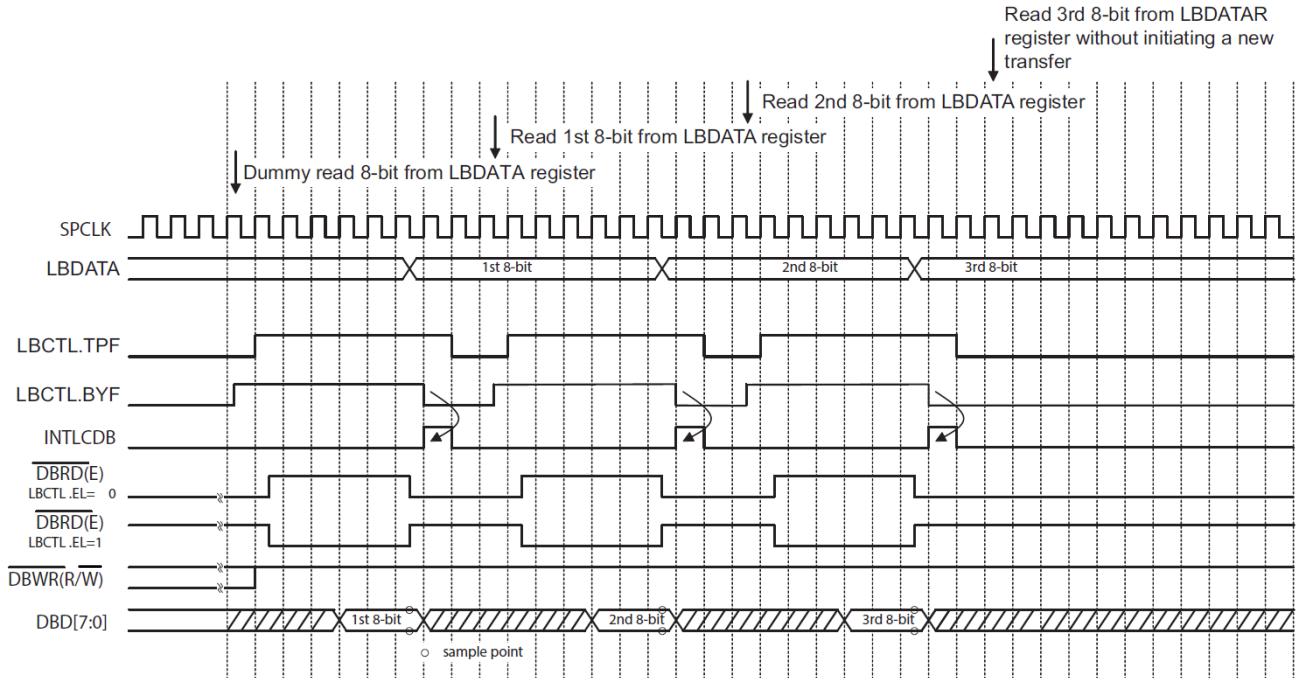 Read 3rd 8-bit from LBDATAR
register without initiating a new
transfer
Read 2nd 8-bit from LBDATA register
Read 1st 8-bit from LBDATA register
Dummy read 8-bit from LBDATA register
SPCLK
LBDATA
1st 8-bit
2nd 8-bit
3rd 8-bit
LBCTL.TPF
LBCTL.BYF
INTLCDB
DBRD(E)
LBCTL .EL= 0
DBRD(E)
LBCTL .EL=1
DBWR(R/W)
DBD[7:0]
1st 8-bit
2nd 8-bit
3rd 8-bit
sample point